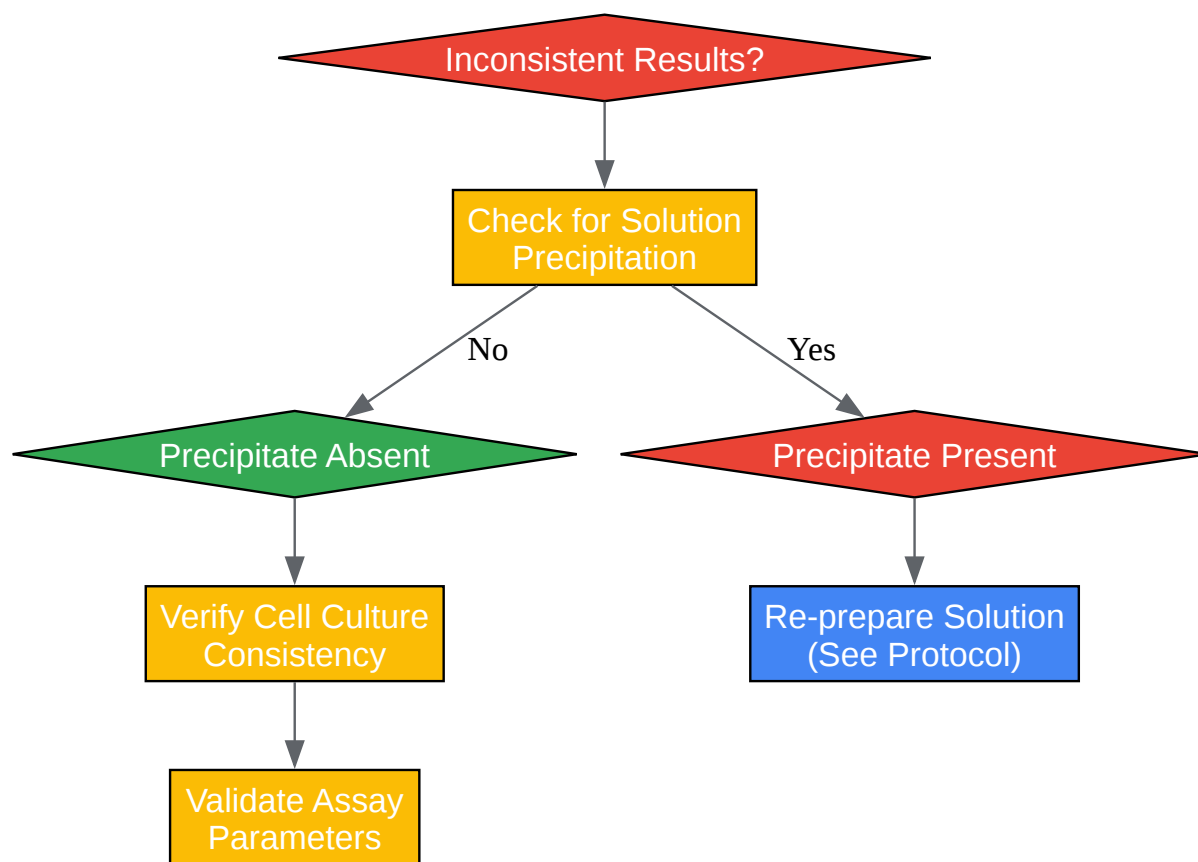 Inconsistent Results?
Check for Solution
Precipitation
No
Yes
Precipitate Absent
Precipitate Present
Verify Cell Culture
Consistency
Re-prepare Solution
(See Protocol)
Validate Assay
Parameters